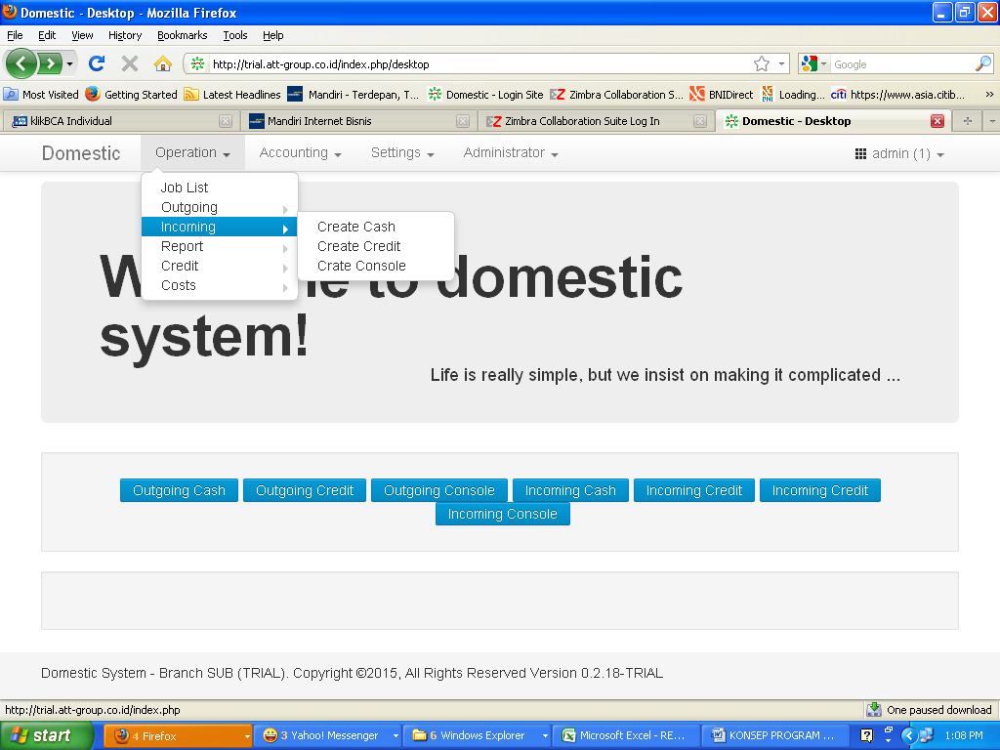 Domestic - Desktop - Mozilla Firefox
File Edit View History Bookmarks Tools Help
http://trial.att-group.co.id/index.php/desktop
Google
Most Visited Getting Started Latest Headlines Mandiri - Terdepan, T... Domestic - Login Site Zimbra Collaboration S... BNIDirect Loading... citi https://www.asia.citib... »
klikBCA Individual Mandiri Internet Bisnis Zimbra Collaboration Suite Log In Domestic - Desktop
Domestic Operation Accounting Settings Administrator admin (1)
Job List
Outgoing
Incoming
Report
Credit
Costs
Create Cash
Create Credit
Crate Console
to domestic
system!
Life is really simple, but we insist on making it complicated ...
Outgoing Cash Outgoing Credit Outgoing Console Incoming Cash Incoming Credit Incoming Credit
Incoming Console
Domestic System - Branch SUB (TRIAL). Copyright ©2015, All Rights Reserved Version 0.2.18-TRIAL
http://trial.att-group.co.id/index.php One paused download
start 4 Firefox 3 Yahoo! Messenger 6 Windows Explorer Microsoft Excel - RE... KONSEP PROGRAM ... 1:08 PM